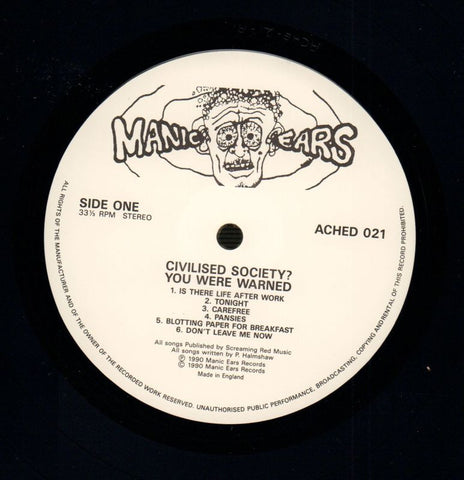 MANIC EARS
SIDE ONE
33⅓ RPM STEREO
ACHED 021
CIVILISED SOCIETY?
YOU WERE WARNED
1. IS THERE LIFE AFTER WORK
2. TONIGHT
3. CAREFREE
4. PANSIES
5. BLOTTING PAPER FOR BREAKFAST
6. DON'T LEAVE ME NOW
All songs Published by Screaming Red Music
All songs written by P. Halmshaw
Ⓟ 1990 Manic Ears Records
© 1990 Manic Ears Records
Made in England
ALL RIGHTS OF THE MANUFACTURER AND OF THE OWNER OF THE RECORDED WORK RESERVED. UNAUTHORISED PUBLIC PERFORMANCE, BROADCASTING, COPYING AND RENTAL OF THIS RECORD PROHIBITED.